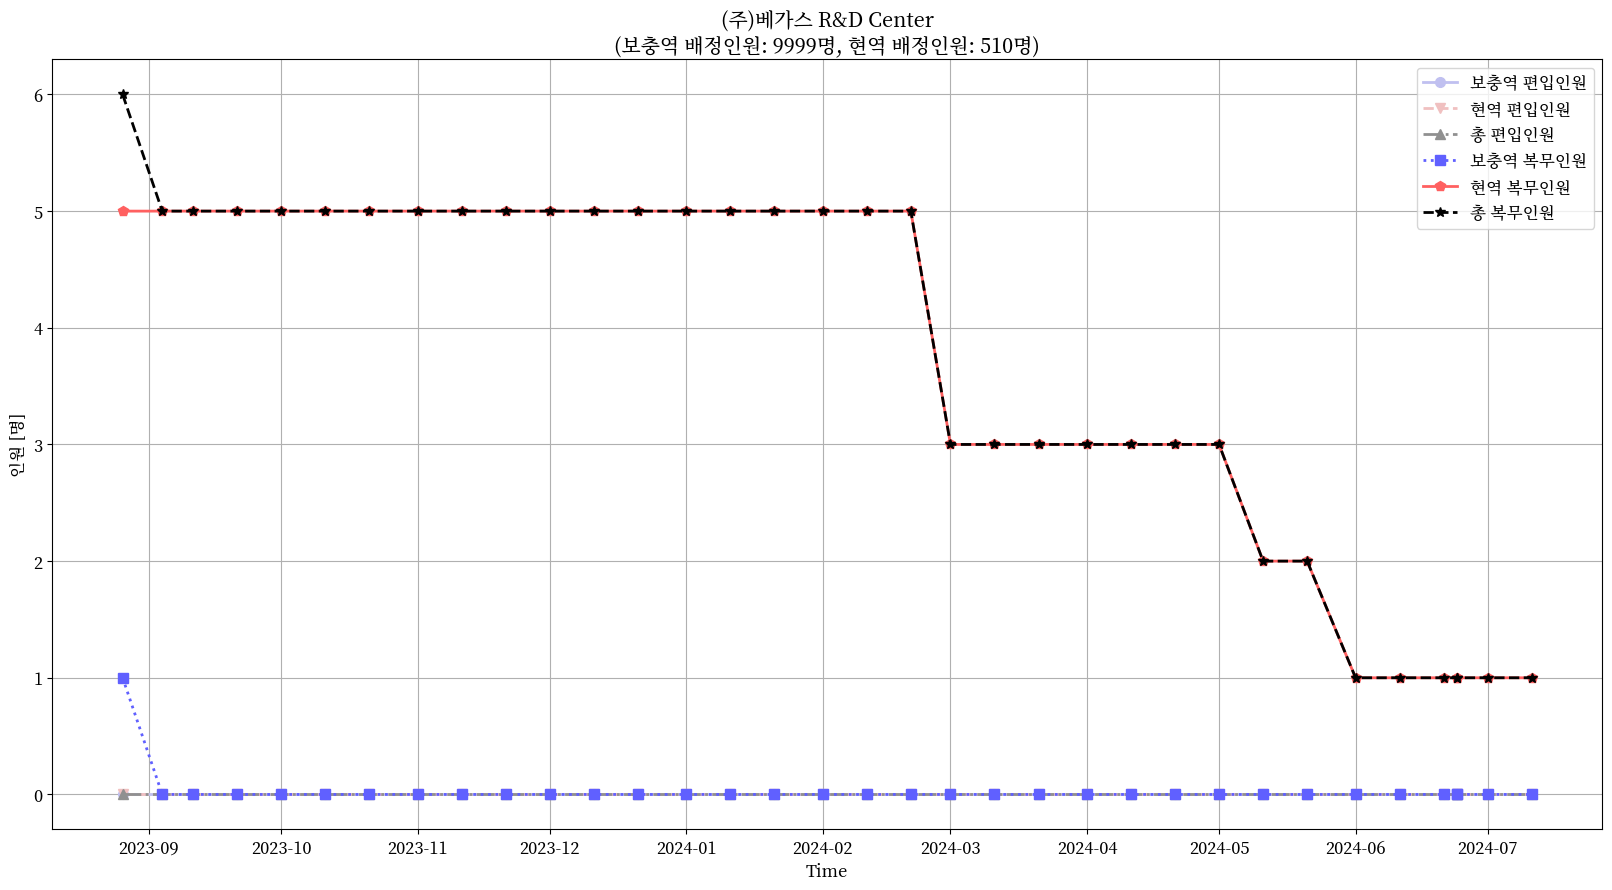 (주)베가스 R&D Center
(보충역 배정인원: 9999명, 현역 배정인원: 510명)
보충역 편입인원
현역 편입인원
총 편입인원
보충역 복무인원
현역 복무인원
총 복무인원
인원 [명]
6
5
4
3
2
1
0
2023-09 2023-10 2023-11 2023-12 2024-01 2024-02 2024-03 2024-04 2024-05 2024-06 2024-07
Time